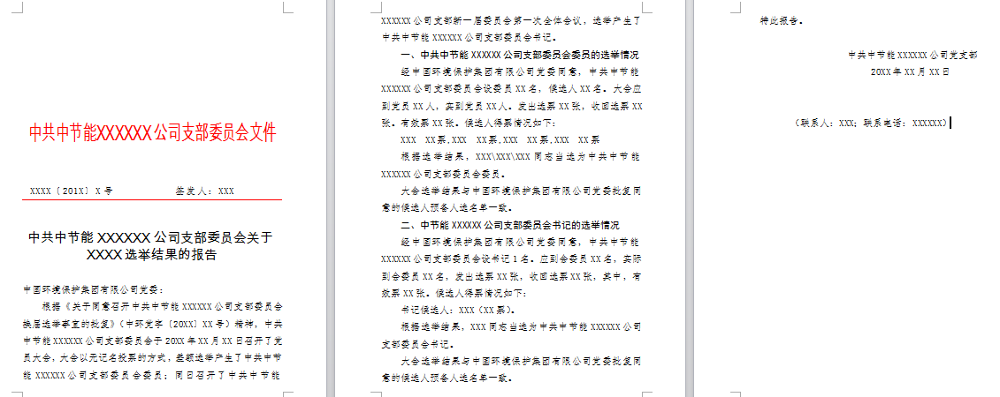 中共中节能XXXXXX公司支部委员会文件
XXXX〔201X〕X号 签发人：XXX
中共中节能 XXXXXX 公司支部委员会关于
XXXX 选举结果的报告
中国环境保护集团有限公司党委：
根据《关于同意召开中共中节能 XXXXXX 公司支部委员会
换届选举事宜的批复》（中环党字〔20XX〕XX 号）精神，中共
中节能 XXXXXX 公司支部委员会于 20XX 年 XX 月 XX 日召开了党
员大会，大会以无记名投票的方式，差额选举产生了中共中节
能 XXXXXX 公司支部委员会委员；同日召开了中共中节能
XXXXXX 公司支部新一届委员会第一次全体会议，选举产生了
中共中节能 XXXXXX 公司支部委员会书记。
一、中共中节能 XXXXXX 公司支部委员会委员的选举情况
经中国环境保护集团有限公司党委同意，中共中节能
XXXXXX 公司支部委员会设委员 XX 名，候选人 XX 名。大会应
到党员 XX 人，实到党员 XX 人。发出选票 XX 张，收回选票 XX
张。有效票 XX 张。候选人得票情况如下：
XXX XX 票,XXX XX 票,XXX XX 票,XXX XX 票
根据选举结果，XXX\XXX\XXX 同志当选为中共中节能
XXXXXX 公司支部委员会委员。
大会选举结果与中国环境保护集团有限公司党委批复同
意的候选人预备人选名单一致。
二、中节能 XXXXXX 公司支部委员会书记的选举情况
经中国环境保护集团有限公司党委同意，中共中节能
XXXXXX 公司支部委员会设书记 1 名。应到会委员 XX 名，实际
到会委员 XX 名，发出选票 XX 张，收回选票 XX 张，其中，有
效票 XX 张。候选人得票情况如下：
书记候选人：XXX（XX 票）。
根据选举结果，XXX 同志当选为中共中节能 XXXXXX 公司
支部委员会书记。
大会选举结果与中国环境保护集团有限公司党委批复同
意的候选人预备人选名单一致。
特此报告。
中共中节能 XXXXXX 公司党支部
20XX 年 XX 月 XX 日
（联系人：XXX；联系电话：XXXXXX）